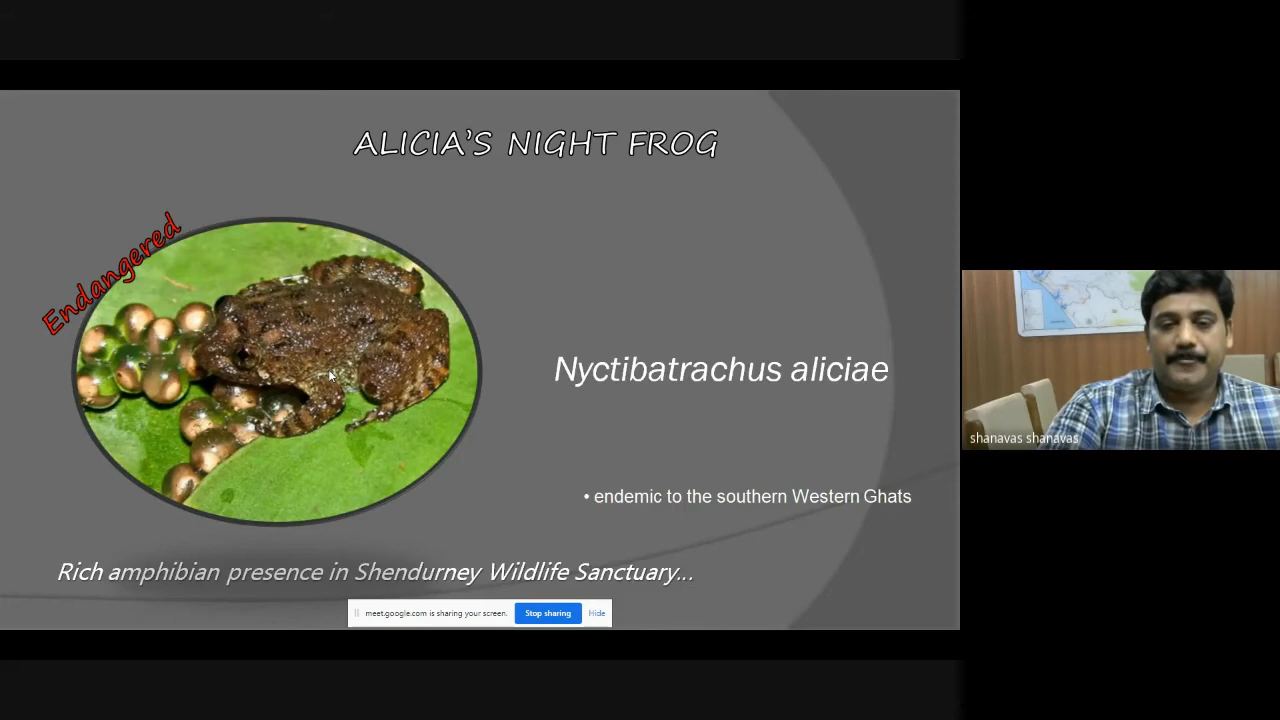 ALICIA'S NIGHT FROG
Endangered
Nyctibatrachus aliciae
• endemic to the southern Western Ghats
Rich amphibian presence in Shendurney Wildlife Sanctuary...
meet.google.com is sharing your screen.
Stop sharing
Hide
shanavas shanavas